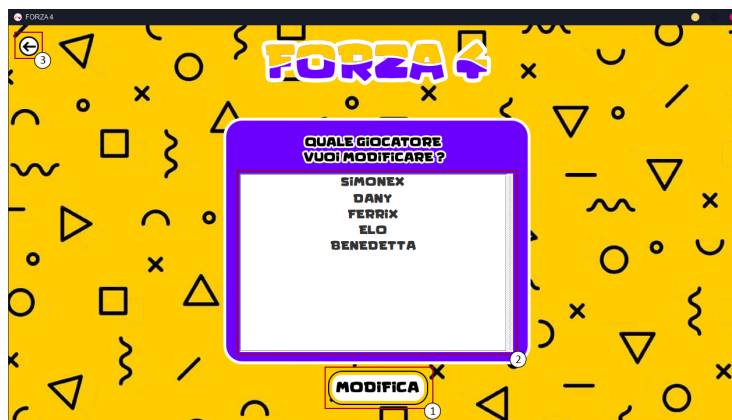 FORZA 4
3
FORZA 4
QUALE GIOCATORE
VUOI MODIFICARE ?
SIMONEX
DANY
FERRIX
ELO
BENEDETTA
2
MODIFICA
1